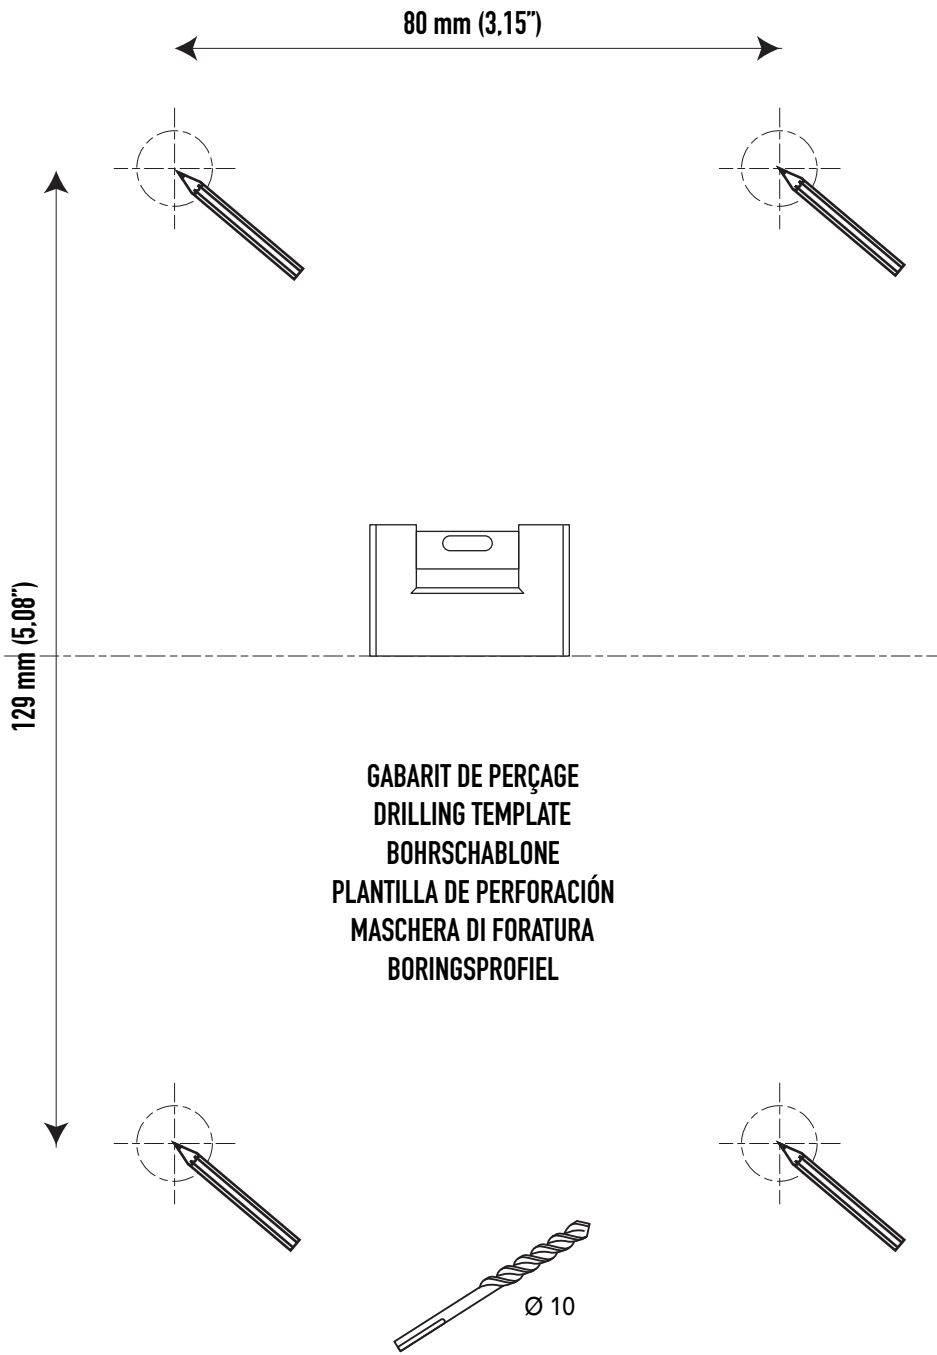 80 mm (3,15”)
129 mm (5,08”)
GABARIT DE PERÇAGE
DRILLING TEMPLATE
BOHRSCHABLONE
PLANTILLA DE PERFORACIÓN
MASCHERA DI FORATURA
BORINGSPROFIEL
Ø 10